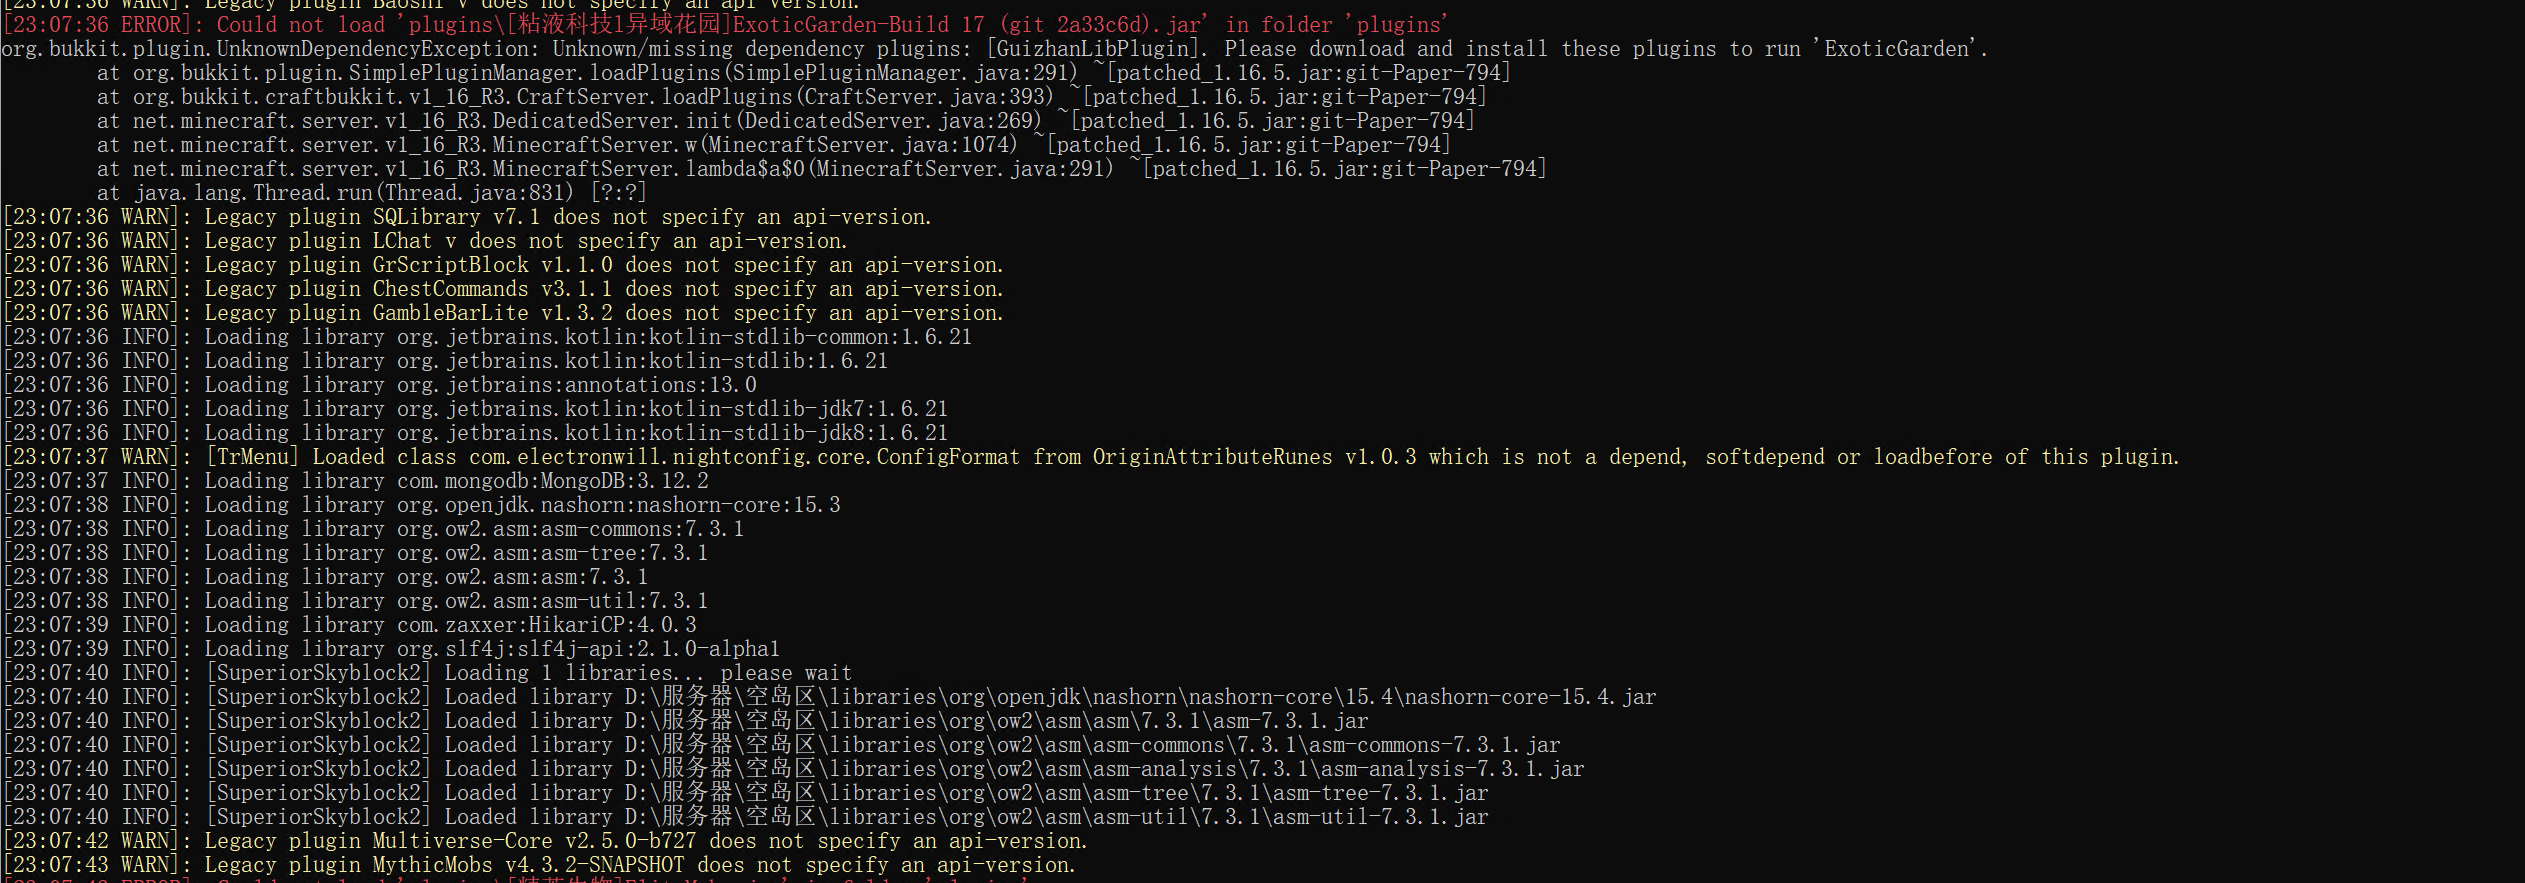 [23:07:36 WARN]: Legacy plugin Baoshi v does not specify an api-version.
[23:07:36 ERROR]: Could not load 'plugins\[粘液科技1异域花园]ExoticGarden-Build 17 (git 2a33c6d).jar' in folder 'plugins'
org.bukkit.plugin.UnknownDependencyException: Unknown/missing dependency plugins: [GuizhanLibPlugin]. Please download and install these plugins to run 'ExoticGarden'.
        at org.bukkit.plugin.SimplePluginManager.loadPlugins(SimplePluginManager.java:291) ~[patched_1.16.5.jar:git-Paper-794]
        at org.bukkit.craftbukkit.v1_16_R3.CraftServer.loadPlugins(CraftServer.java:393) ~[patched_1.16.5.jar:git-Paper-794]
        at net.minecraft.server.v1_16_R3.DedicatedServer.init(DedicatedServer.java:269) ~[patched_1.16.5.jar:git-Paper-794]
        at net.minecraft.server.v1_16_R3.MinecraftServer.w(MinecraftServer.java:1074) ~[patched_1.16.5.jar:git-Paper-794]
        at net.minecraft.server.v1_16_R3.MinecraftServer.lambda$a$0(MinecraftServer.java:291) ~[patched_1.16.5.jar:git-Paper-794]
        at java.lang.Thread.run(Thread.java:831) [?:?]
[23:07:36 WARN]: Legacy plugin SQLibrary v7.1 does not specify an api-version.
[23:07:36 WARN]: Legacy plugin LChat v does not specify an api-version.
[23:07:36 WARN]: Legacy plugin GrScriptBlock v1.1.0 does not specify an api-version.
[23:07:36 WARN]: Legacy plugin ChestCommands v3.1.1 does not specify an api-version.
[23:07:36 WARN]: Legacy plugin GambleBarLite v1.3.2 does not specify an api-version.
[23:07:36 INFO]: Loading library org.jetbrains.kotlin:kotlin-stdlib-common:1.6.21
[23:07:36 INFO]: Loading library org.jetbrains.kotlin:kotlin-stdlib:1.6.21
[23:07:36 INFO]: Loading library org.jetbrains:annotations:13.0
[23:07:36 INFO]: Loading library org.jetbrains.kotlin:kotlin-stdlib-jdk7:1.6.21
[23:07:36 INFO]: Loading library org.jetbrains.kotlin:kotlin-stdlib-jdk8:1.6.21
[23:07:37 WARN]: [TrMenu] Loaded class com.electronwill.nightconfig.core.ConfigFormat from OriginAttributeRunes v1.0.3 which is not a depend, softdepend or loadbefore of this plugin.
[23:07:37 INFO]: Loading library com.mongodb:MongoDB:3.12.2
[23:07:38 INFO]: Loading library org.openjdk.nashorn:nashorn-core:15.3
[23:07:38 INFO]: Loading library org.ow2.asm:asm-commons:7.3.1
[23:07:38 INFO]: Loading library org.ow2.asm:asm-tree:7.3.1
[23:07:38 INFO]: Loading library org.ow2.asm:asm:7.3.1
[23:07:38 INFO]: Loading library org.ow2.asm:asm-util:7.3.1
[23:07:39 INFO]: Loading library com.zaxxer:HikariCP:4.0.3
[23:07:39 INFO]: Loading library org.slf4j:slf4j-api:2.1.0-alpha1
[23:07:40 INFO]: [SuperiorSkyblock2] Loading 1 libraries... please wait
[23:07:40 INFO]: [SuperiorSkyblock2] Loaded library D:\服务器\空岛区\libraries\org\openjdk\nashorn\nashorn-core\15.4\nashorn-core-15.4.jar
[23:07:40 INFO]: [SuperiorSkyblock2] Loaded library D:\服务器\空岛区\libraries\org\ow2\asm\asm\7.3.1\asm-7.3.1.jar
[23:07:40 INFO]: [SuperiorSkyblock2] Loaded library D:\服务器\空岛区\libraries\org\ow2\asm\asm-commons\7.3.1\asm-commons-7.3.1.jar
[23:07:40 INFO]: [SuperiorSkyblock2] Loaded library D:\服务器\空岛区\libraries\org\ow2\asm\asm-analysis\7.3.1\asm-analysis-7.3.1.jar
[23:07:40 INFO]: [SuperiorSkyblock2] Loaded library D:\服务器\空岛区\libraries\org\ow2\asm\asm-tree\7.3.1\asm-tree-7.3.1.jar
[23:07:40 INFO]: [SuperiorSkyblock2] Loaded library D:\服务器\空岛区\libraries\org\ow2\asm\asm-util\7.3.1\asm-util-7.3.1.jar
[23:07:42 WARN]: Legacy plugin Multiverse-Core v2.5.0-b727 does not specify an api-version.
[23:07:43 WARN]: Legacy plugin MythicMobs v4.3.2-SNAPSHOT does not specify an api-version.